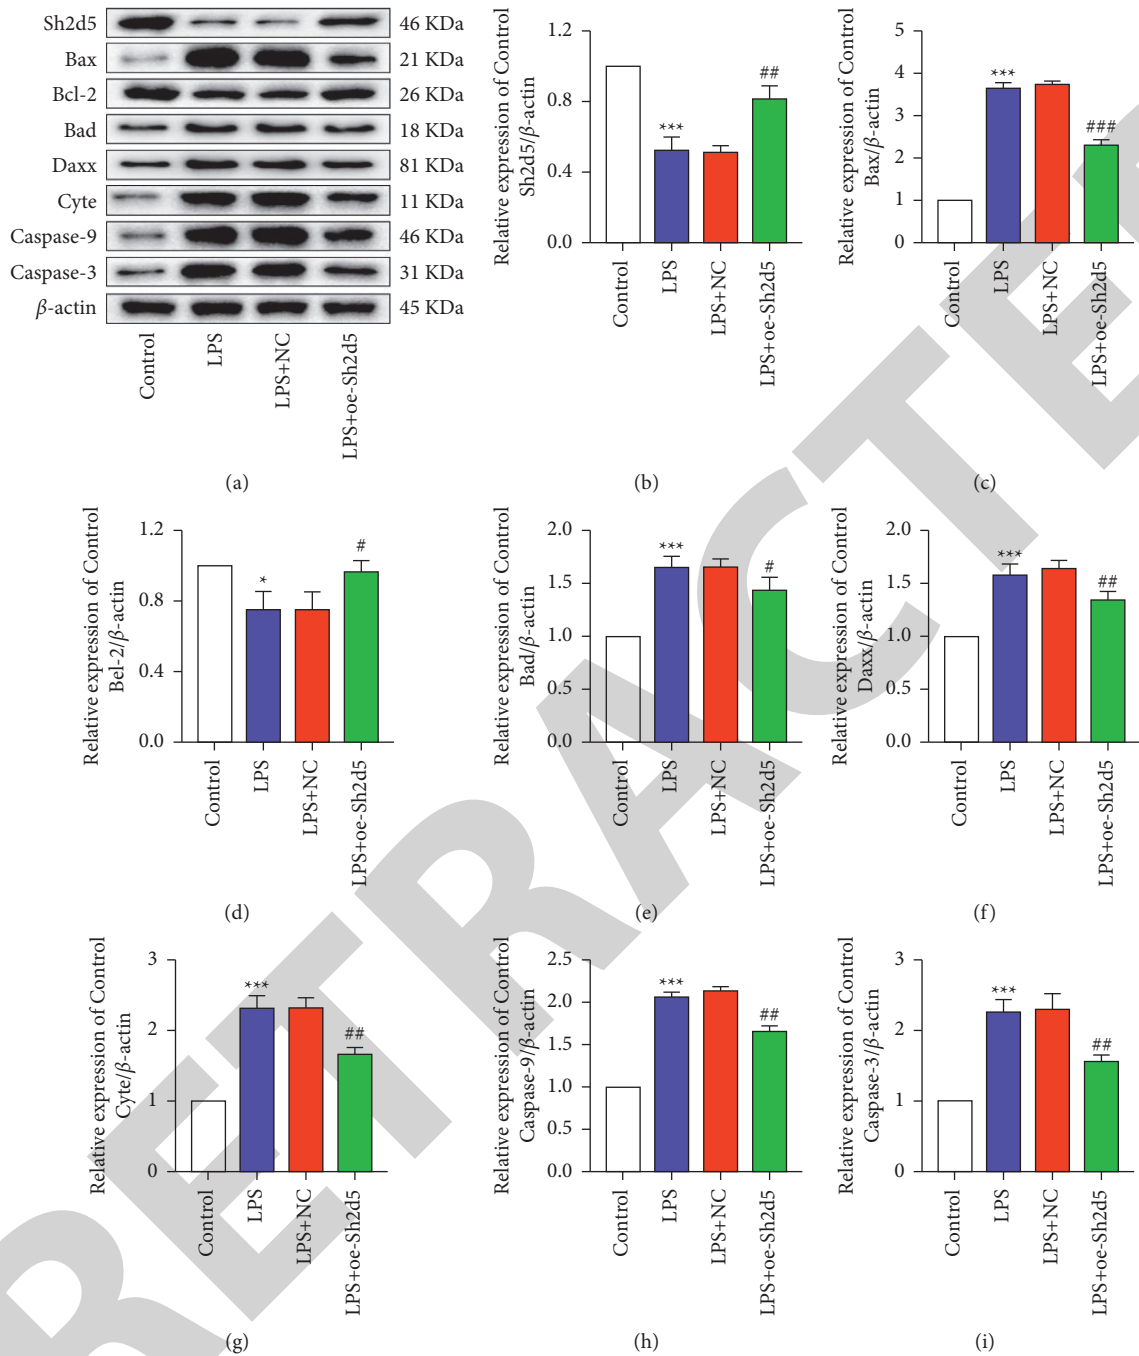 Sh2d5 46 KDa
Bax 21 KDa
Bcl-2 26 KDa
Bad 18 KDa
Daxx 81 KDa
Cyte 11 KDa
Caspase-9 46 KDa
Caspase-3 31 KDa
β-actin 45 KDa
Control
LPS
LPS+NC
LPS+oe-Sh2d5
(a)
Relative expression of Control
Sh2d5/β-actin
1.2
0.8
0.4
0.0
***
##
Control
LPS
LPS+NC
LPS+oe-Sh2d5
(b)
Relative expression of Control
Bax/β-actin
5
4
3
2
1
0
***
###
Control
LPS
LPS+NC
LPS+oe-Sh2d5
(c)
Relative expression of Control
Bel-2/β-actin
1.2
0.8
0.4
0.0
*
#
Control
LPS
LPS+NC
LPS+oe-Sh2d5
(d)
Relative expression of Control
Bad/β-actin
2.0
1.5
1.0
0.5
0.0
***
#
Control
LPS
LPS+NC
LPS+oe-Sh2d5
(e)
Relative expression of Control
Daxx/β-actin
2.0
1.5
1.0
0.5
0.0
***
##
Control
LPS
LPS+NC
LPS+oe-Sh2d5
(f)
Relative expression of Control
Cyte/β-actin
3
2
1
0
***
##
Control
LPS
LPS+NC
LPS+oe-Sh2d5
(g)
Relative expression of Control
Caspase-9/β-actin
2.5
2.0
1.5
1.0
0.5
0.0
***
##
Control
LPS
LPS+NC
LPS+oe-Sh2d5
(h)
Relative expression of Control
Caspase-3/β-actin
3
2
1
0
***
##
Control
LPS
LPS+NC
LPS+oe-Sh2d5
(i)
RETRACTE